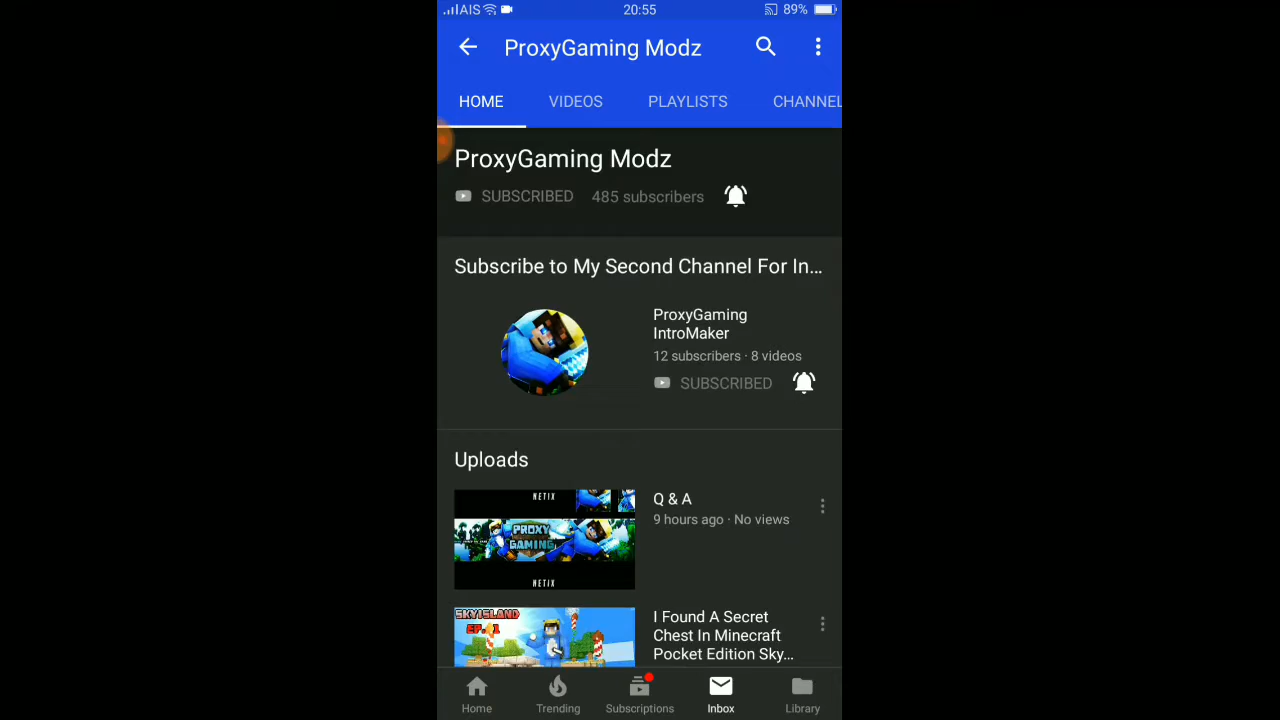 AIS 20:55 89%
ProxyGaming Modz
HOME VIDEOS PLAYLISTS CHANNEL
ProxyGaming Modz
SUBSCRIBED 485 subscribers
Subscribe to My Second Channel For In...
ProxyGaming
IntroMaker
12 subscribers · 8 videos
SUBSCRIBED
Uploads
NETIX
PROXY
GAMING
NETIX
Q & A
9 hours ago · No views
SKYISLAND
EP.
I Found A Secret
Chest In Minecraft
Pocket Edition Sky...
Home Trending Subscriptions Inbox Library